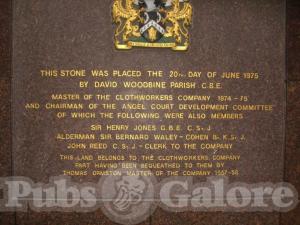 THIS STONE WAS PLACED THE 20TH DAY OF JUNE 1975
BY DAVID WOODBINE PARISH C.B.E.
MASTER OF THE CLOTHWORKERS COMPANY 1974-75
AND CHAIRMAN OF THE ANGEL COURT DEVELOPMENT COMMITTEE
OF WHICH THE FOLLOWING WERE ALSO MEMBERS
SIR HENRY JONES G.B.E. C.St.J
ALDERMAN SIR BERNARD WALEY-COHEN Bt. K.St.J.
JOHN REED C.St.J - CLERK TO THE COMPANY
THIS LAND BELONGS TO THE CLOTHWORKERS COMPANY
PART HAVING BEEN BEQUEATHED TO THEM BY
THOMAS ORMSTON MASTER OF THE COMPANY 1557-58
Pubs Galore